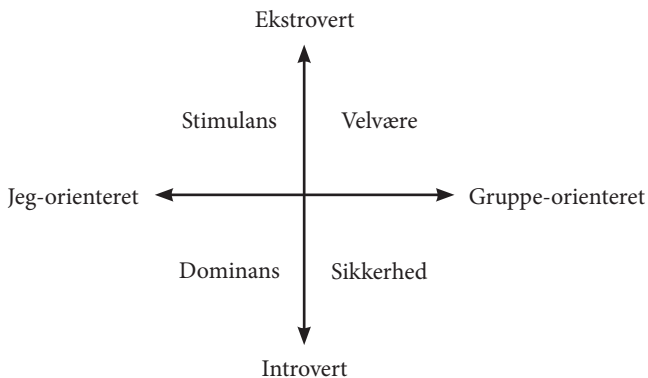 Ekstrovert
Stimulans Velvære
Jeg-orienteret Gruppe-orienteret
Dominans Sikkerhed
Introvert